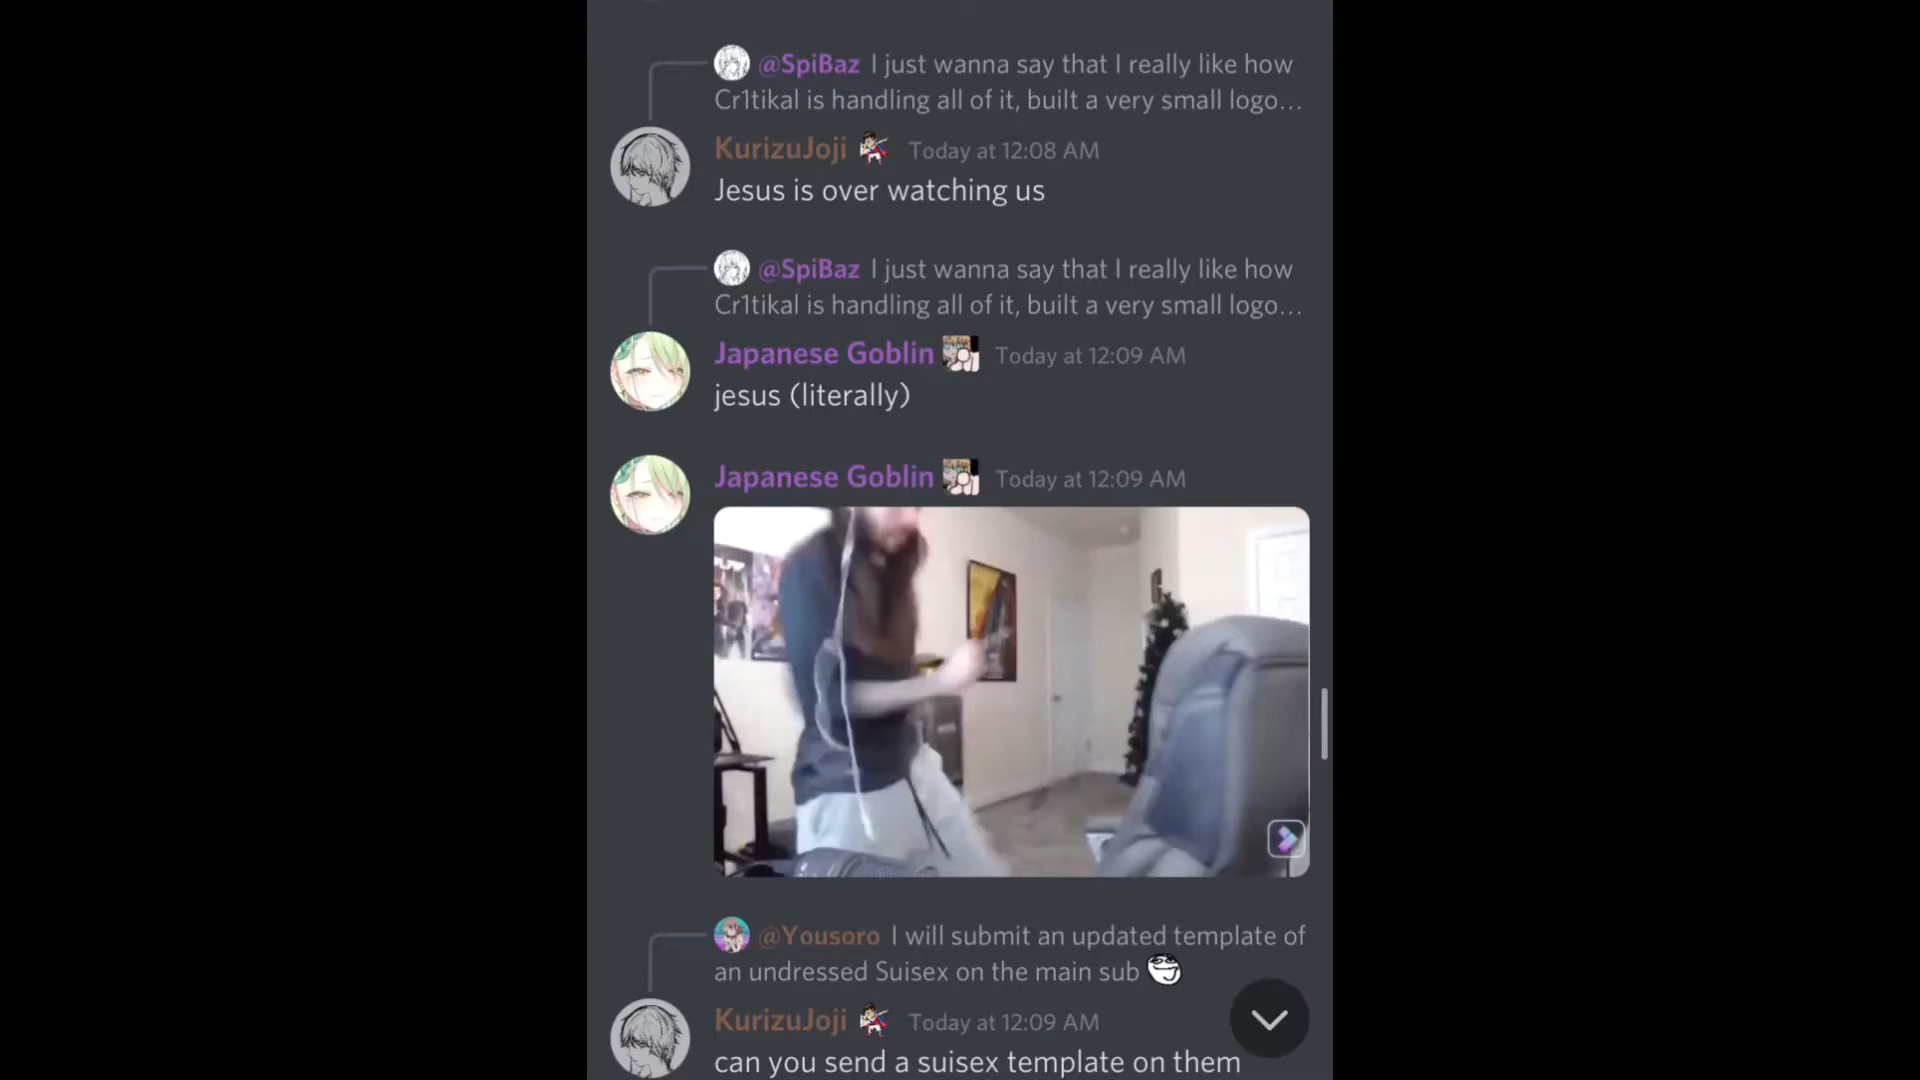 @SpiBaz I just wanna say that I really like how
Cr1tikal is handling all of it, built a very small logo...
KurizuJoji Today at 12:08 AM
Jesus is over watching us
@SpiBaz I just wanna say that I really like how
Cr1tikal is handling all of it, built a very small logo...
Japanese Goblin Today at 12:09 AM
jesus (literally)
Japanese Goblin Today at 12:09 AM
@Yousoro I will submit an updated template of
an undressed Suisex on the main sub
KurizuJoji Today at 12:09 AM
can you send a suisex template on them